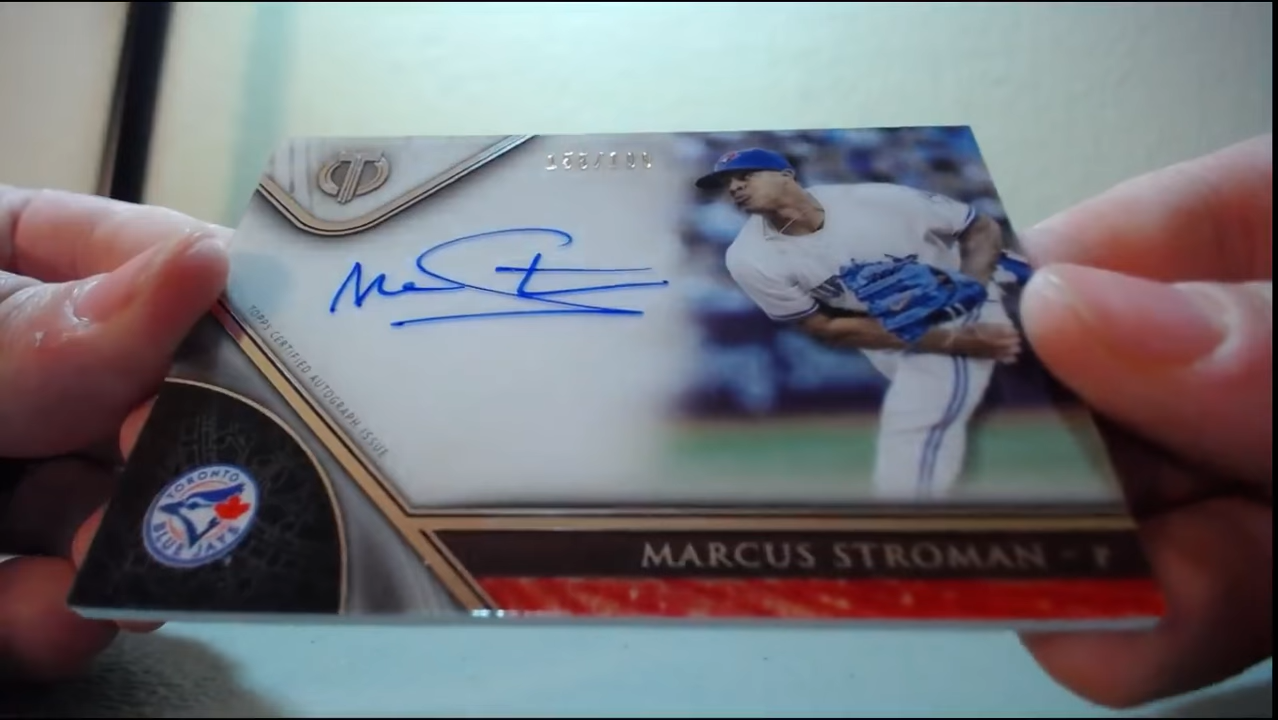 TOPPS CERTIFIED AUTOGRAPH ISSUE
TORONTO
BLUE JAYS
MARCUS STROMAN - P